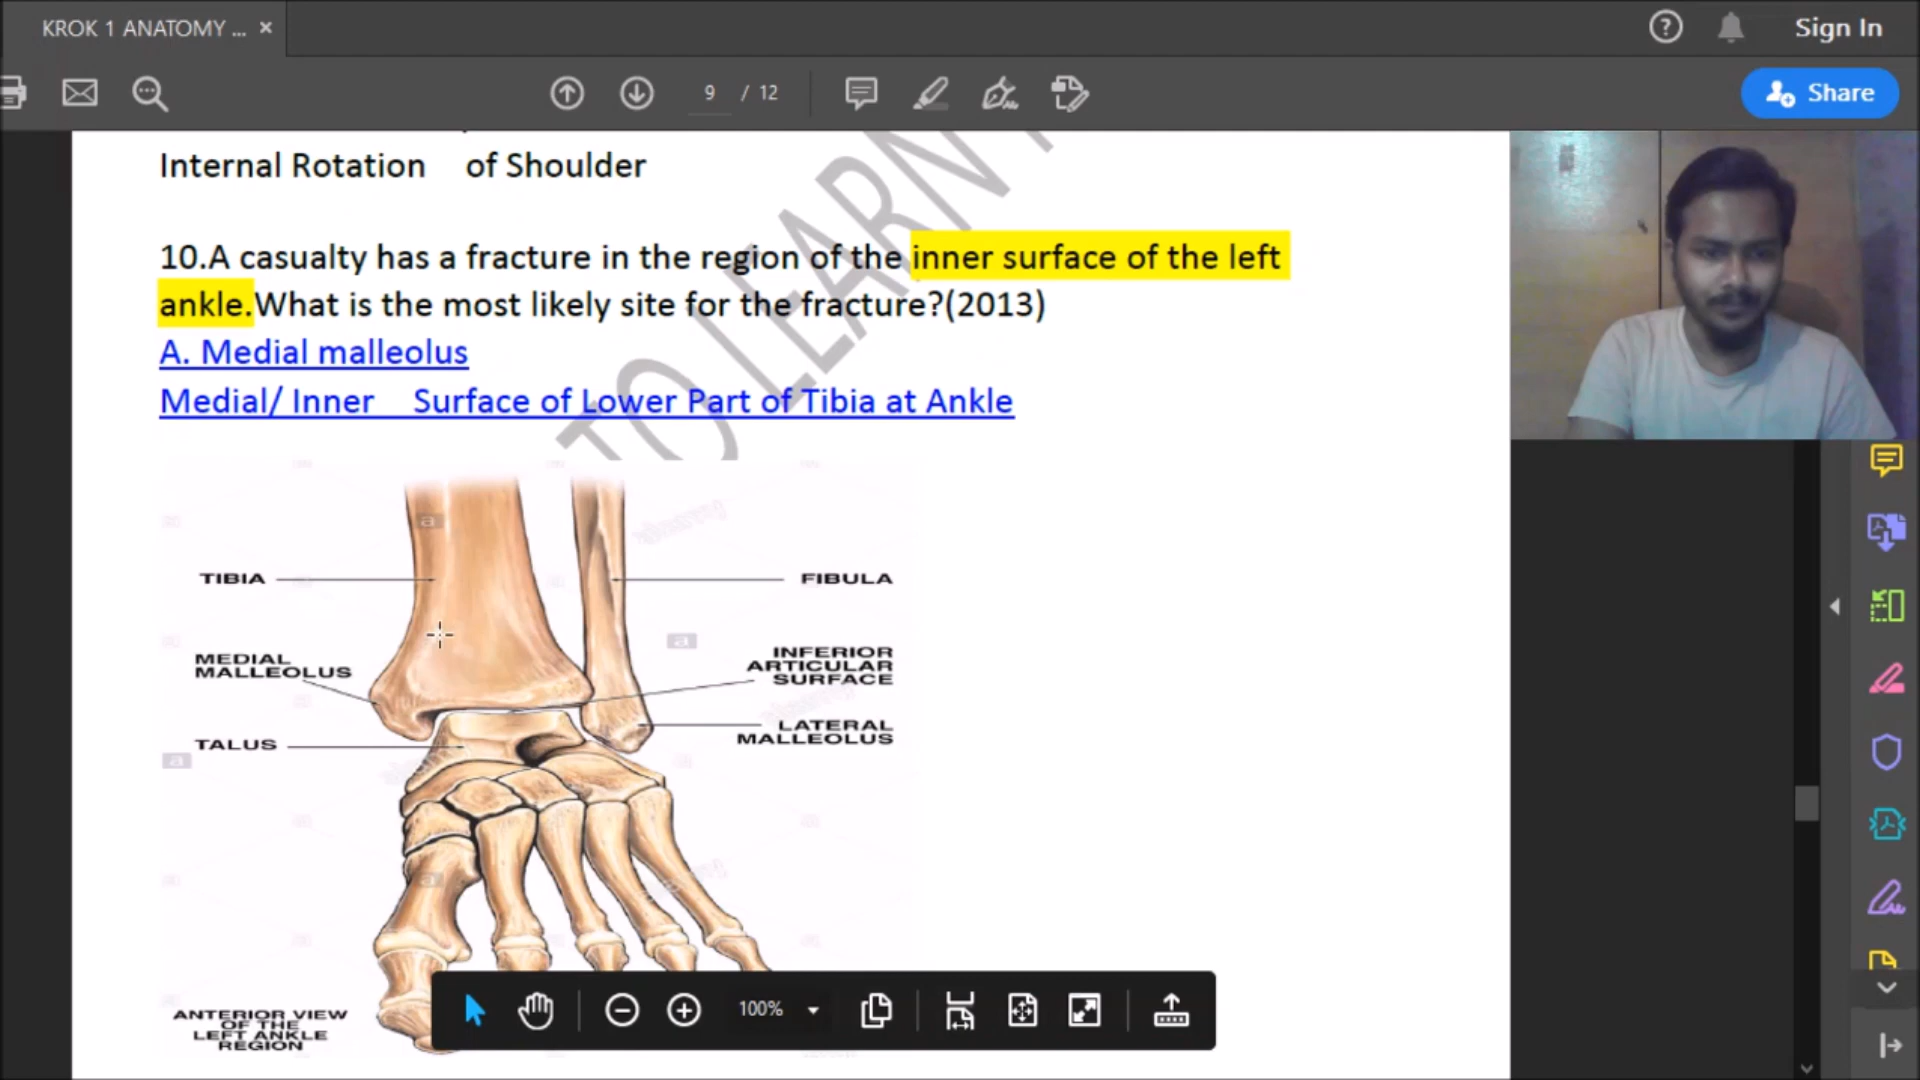 KROK 1 ANATOMY ... ×
Sign In
9 / 12
Share
Internal Rotation of Shoulder
10.A casualty has a fracture in the region of the inner surface of the left
ankle.What is the most likely site for the fracture?(2013)
A. Medial malleolus
Medial/ Inner Surface of Lower Part of Tibia at Ankle
TO LEARN
TIBIA
FIBULA
MEDIAL
MALLEOLUS
INFERIOR
ARTICULAR
SURFACE
TALUS
LATERAL
MALLEOLUS
ANTERIOR VIEW
OF THE
LEFT ANKLE
REGION
100%